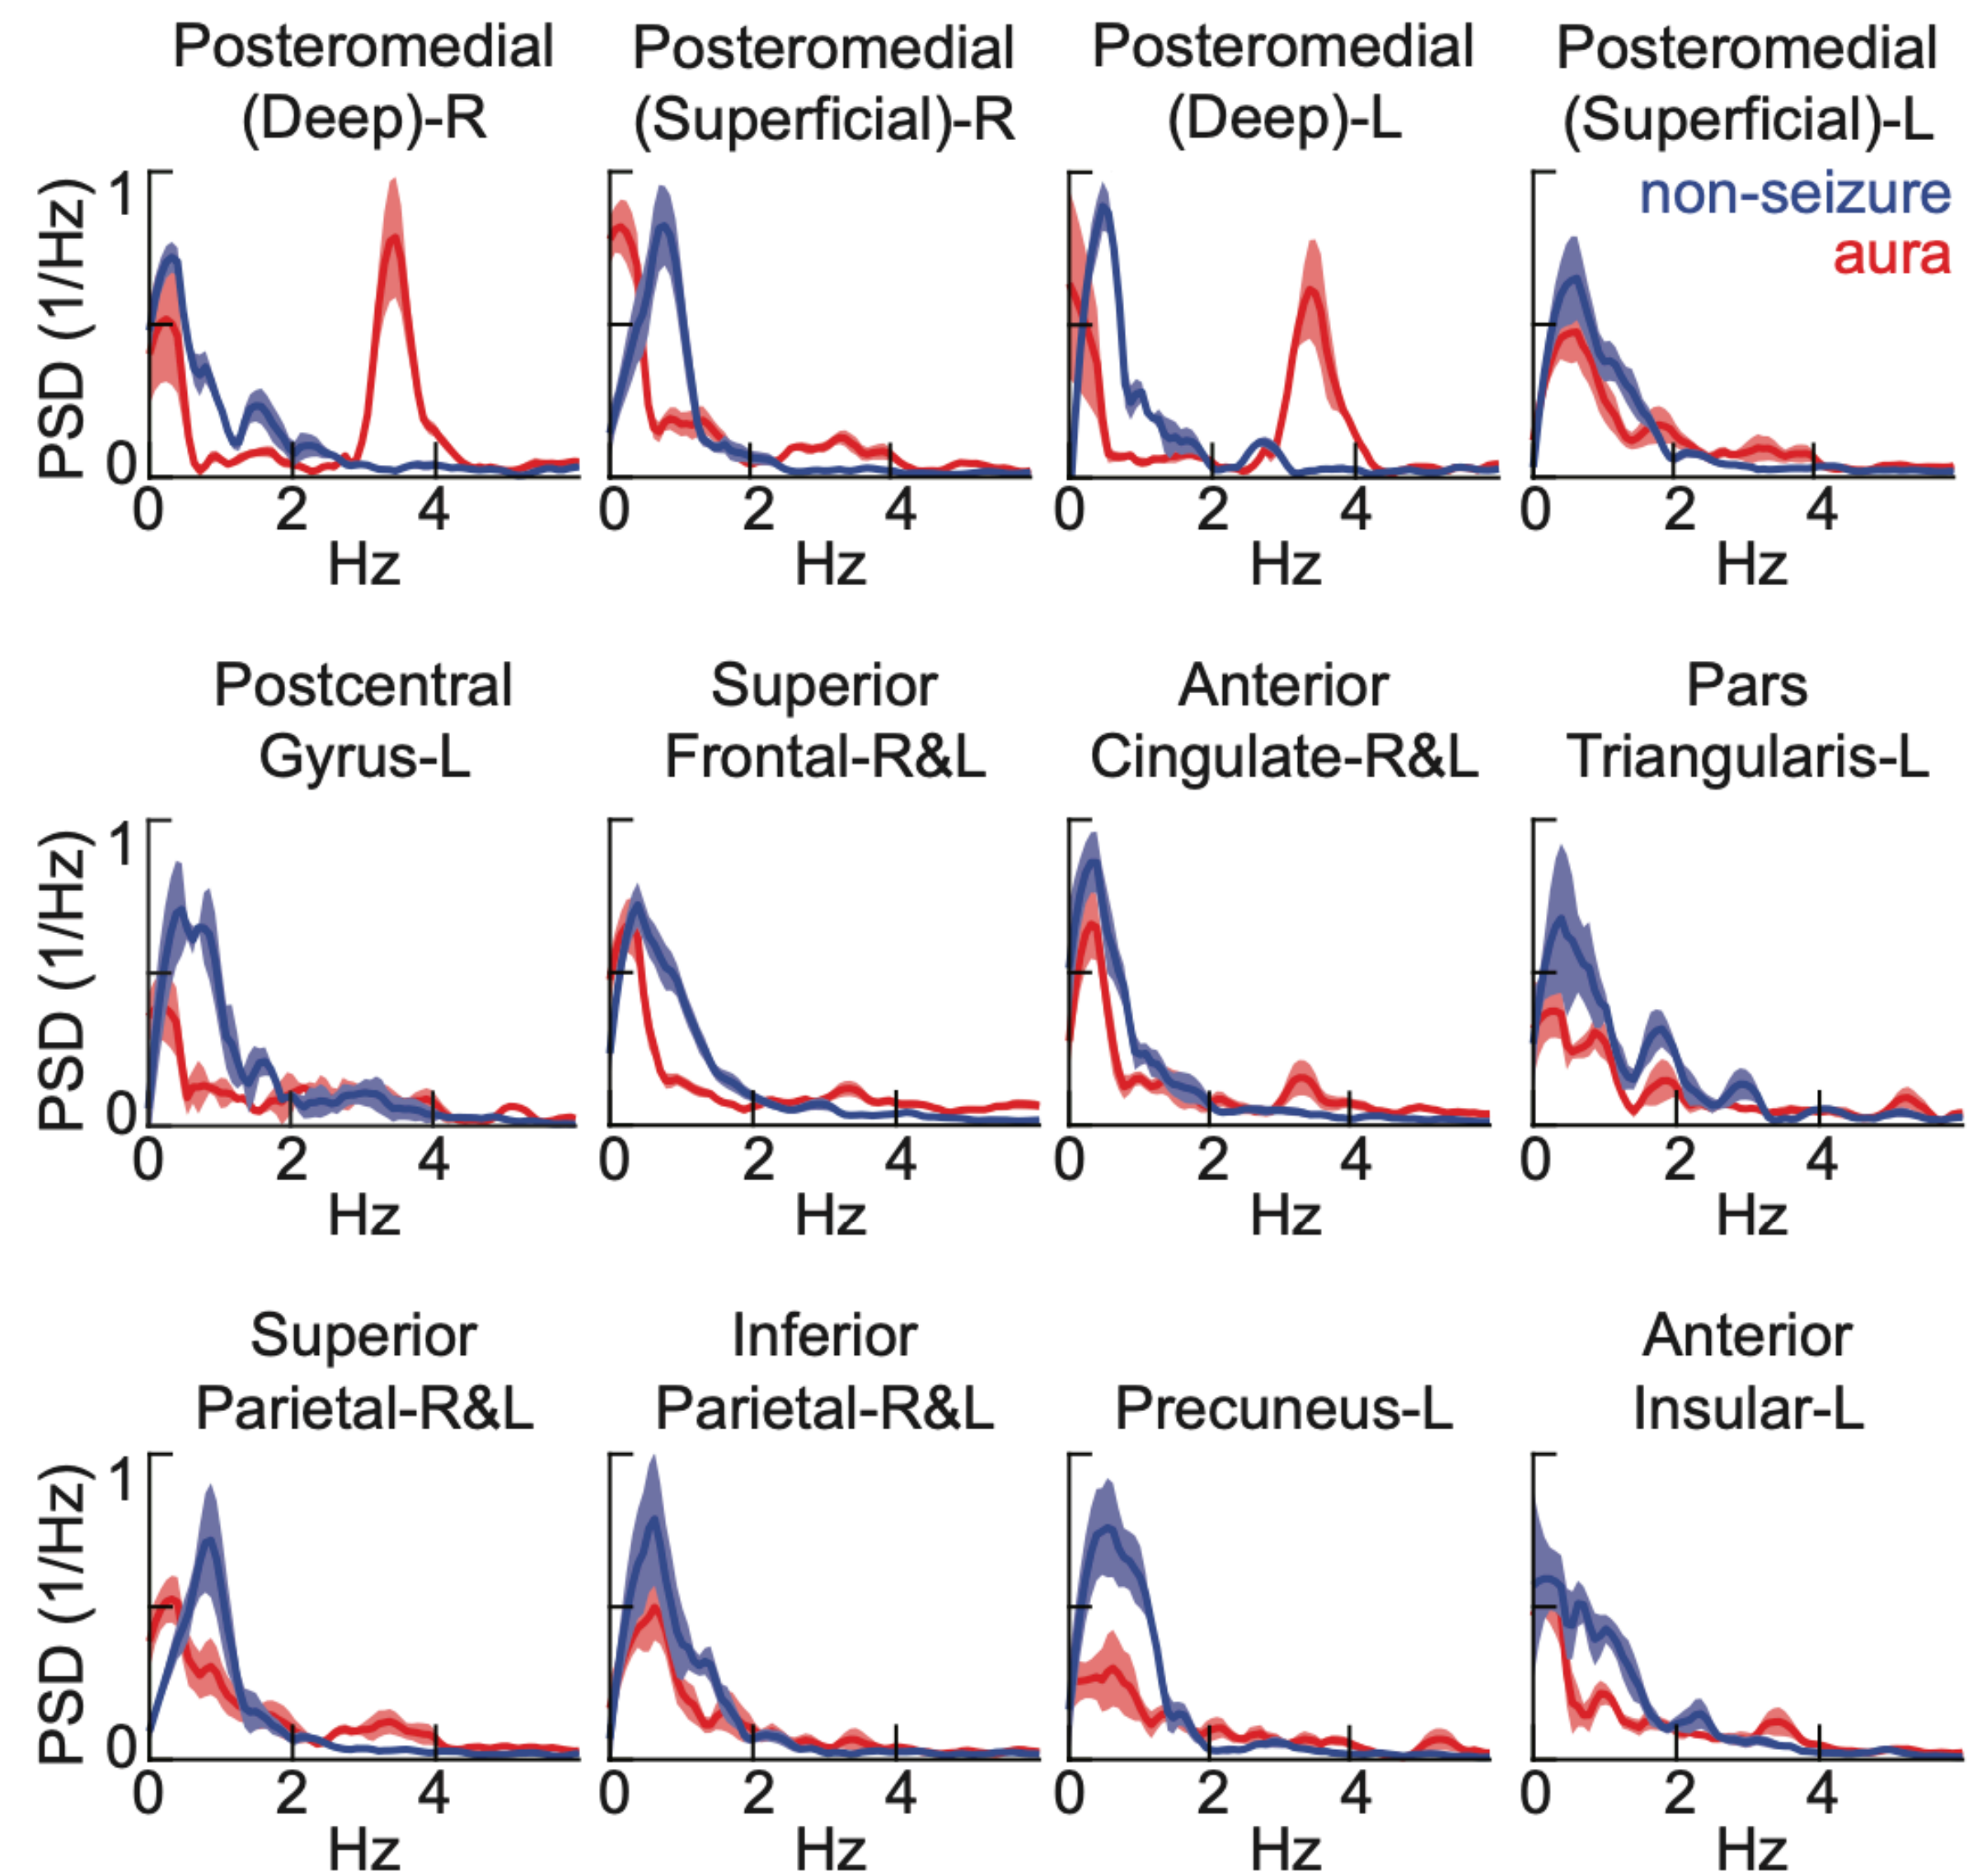 Posteromedial
(Deep)-R
Posteromedial
(Superficial)-R
Posteromedial
(Deep)-L
Posteromedial
(Superficial)-L
non-seizure
aura
PSD (1/Hz)
1
0
0 2 4
Hz
0 2 4
Hz
0 2 4
Hz
0 2 4
Hz
Postcentral
Gyrus-L
Superior
Frontal-R&L
Anterior
Cingulate-R&L
Pars
Triangularis-L
PSD (1/Hz)
1
0
0 2 4
Hz
0 2 4
Hz
0 2 4
Hz
0 2 4
Hz
Superior
Parietal-R&L
Inferior
Parietal-R&L
Precuneus-L
Anterior
Insular-L
PSD (1/Hz)
1
0
0 2 4
Hz
0 2 4
Hz
0 2 4
Hz
0 2 4
Hz